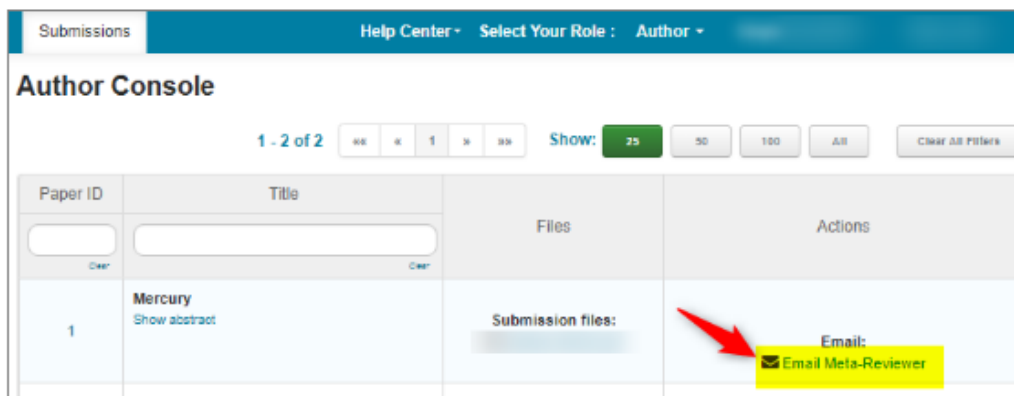 Submissions Help Center Select Your Role : Author
Author Console
1 - 2 of 2 «« « 1 » »» Show: 25 50 100 All Clear All Filters
Paper ID Title Files Actions
Clear Clear
Mercury
Show abstract
1 Submission files:
Email:
Email Meta-Reviewer